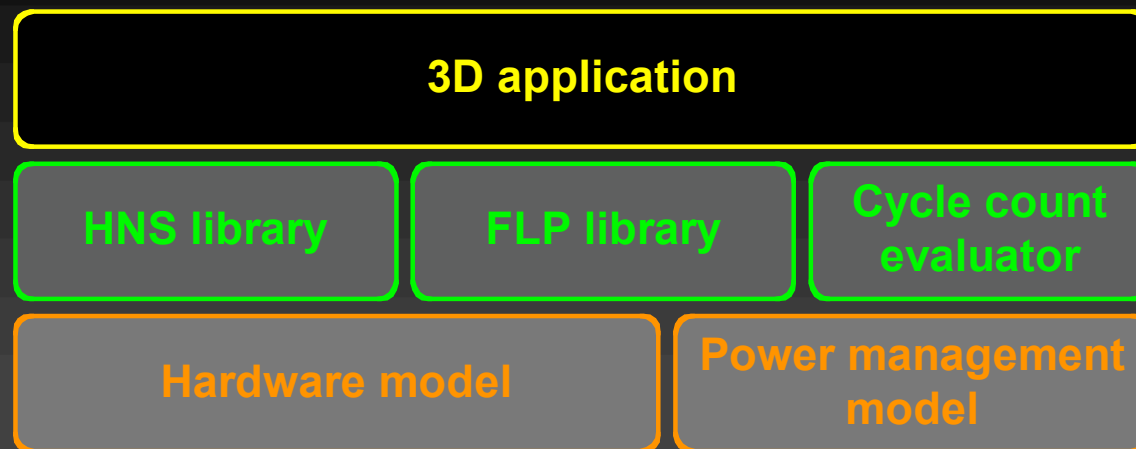 3D application
HNS library
FLP library
Cycle count
evaluator
Hardware model
Power management
model